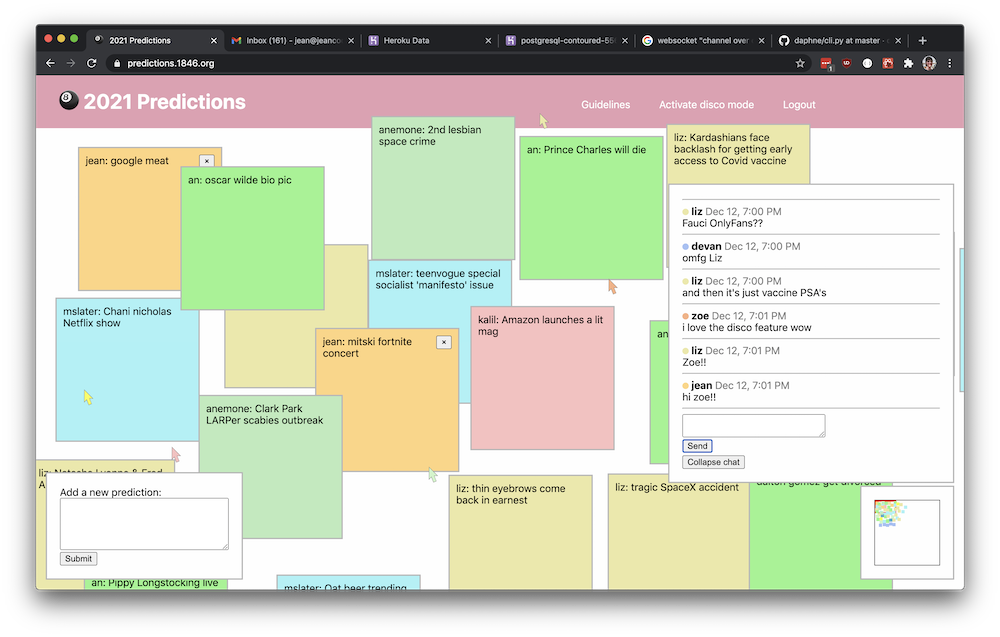 2021 Predictions
Inbox (161) - jean@jeanco
Heroku Data
postgresql-contoured-55
websocket "channel over
daphne/cli.py at master ·
predictions.1846.org
8
2021 Predictions
Guidelines
Activate disco mode
Logout
jean: google meat
an: oscar wilde bio pic
anemone: 2nd lesbian
space crime
an: Prince Charles will die
liz: Kardashians face
backlash for getting early
access to Covid vaccine
mslater: Chani nicholas
Netflix show
mslater: teenvogue special
socialist 'manifesto' issue
jean: mitski fortnite
concert
kalil: Amazon launches a lit
mag
an
anemone: Clark Park
LARPer scabies outbreak
liz: thin eyebrows come
back in earnest
liz: tragic SpaceX accident
dalton gomez get divorced
liz: Natasha Lyonne & Fred
A
an: Pippy Longstocking live
mslater: Oat beer trending
liz Dec 12, 7:00 PM
Fauci OnlyFans??
devan Dec 12, 7:00 PM
omfg Liz
liz Dec 12, 7:00 PM
and then it's just vaccine PSA's
zoe Dec 12, 7:01 PM
i love the disco feature wow
liz Dec 12, 7:01 PM
Zoe!!
jean Dec 12, 7:01 PM
hi zoe!!
Send
Collapse chat
Add a new prediction:
Submit